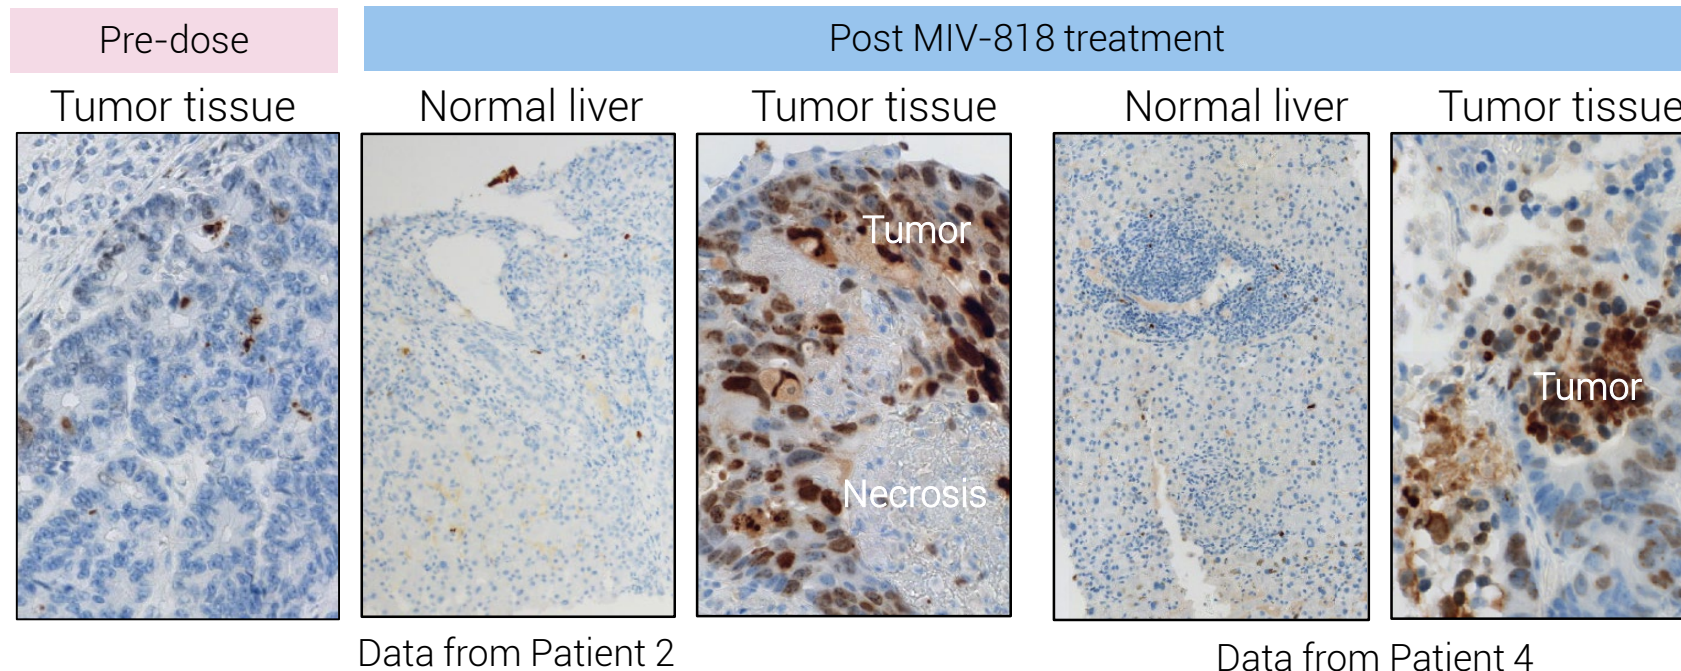 Pre-dose
Post MIV-818 treatment
Tumor tissue
Normal liver
Tumor tissue
Normal liver
Tumor tissue
Tumor
Necrosis
Tumor
Data from Patient 2
Data from Patient 4